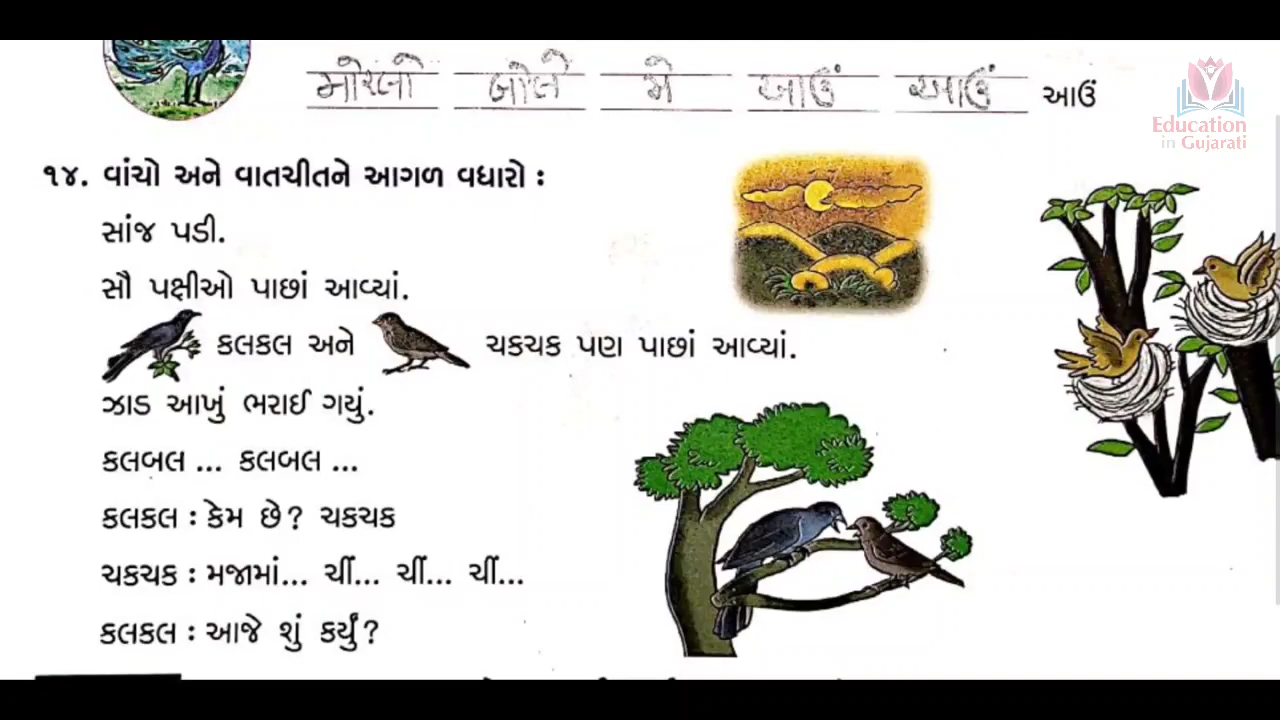 મોરલો બોલે મે આઉં આઉં આઉં
Education
in Gujarati
૧૪. વાંચો અને વાતચીતને આગળ વધારો :
સાંજ પડી.
સૌ પક્ષીઓ પાછાં આવ્યાં.
કલકલ અને ચકચક પણ પાછાં આવ્યાં.
ઝાડ આખું ભરાઈ ગયું.
કલબલ ... કલબલ ...
કલકલ : કેમ છે? ચકચક
ચકચક : મજામાં... ચીં... ચીં... ચીં...
કલકલ : આજે શું કર્યું?